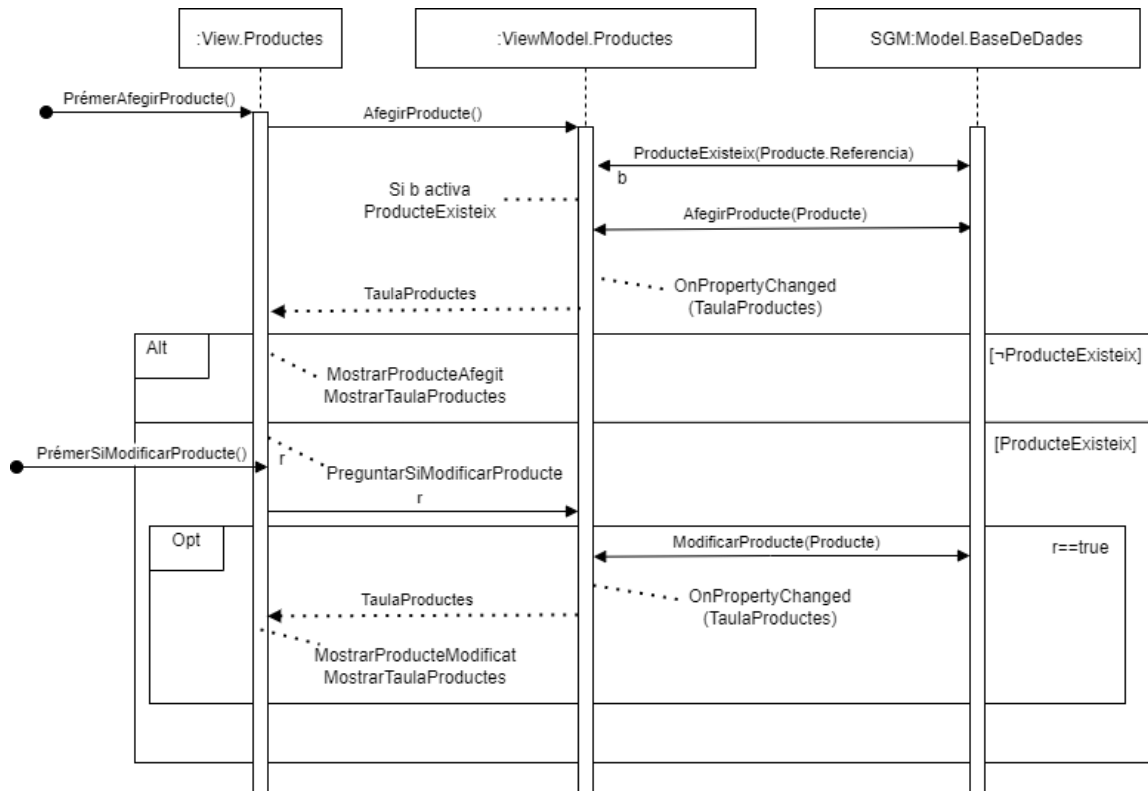 :View.Productes
:ViewModel.Productes
SGM:Model.BaseDeDades
PrémerAfegirProducte()
AfegirProducte()
ProducteExisteix(Producte.Referencia)
b
Si b activa
ProducteExisteix
AfegirProducte(Producte)
OnPropertyChanged
(TaulaProductes)
TaulaProductes
Alt
[¬ProducteExisteix]
MostrarProducteAfegit
MostrarTaulaProductes
[ProducteExisteix]
PrémerSiModificarProducte()
r
PreguntarSiModificarProducte
r
Opt
ModificarProducte(Producte)
r==true
OnPropertyChanged
(TaulaProductes)
TaulaProductes
MostrarProducteModificat
MostrarTaulaProductes